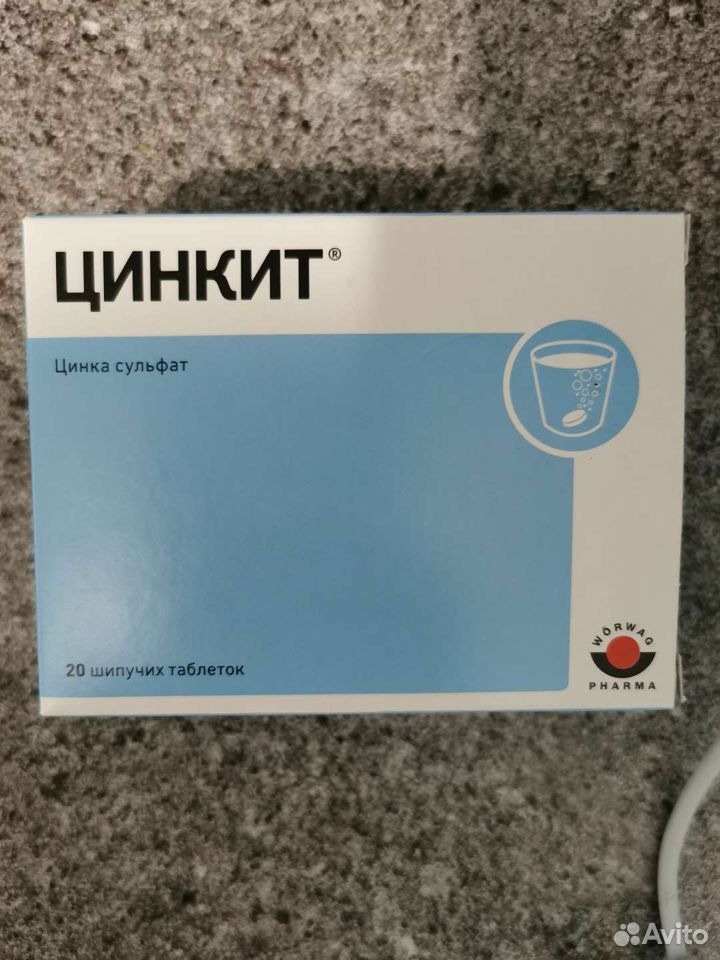 ЦИНКИТ®
Цинка сульфат
20 шипучих таблеток
WÖRWAG
PHARMA
Avito